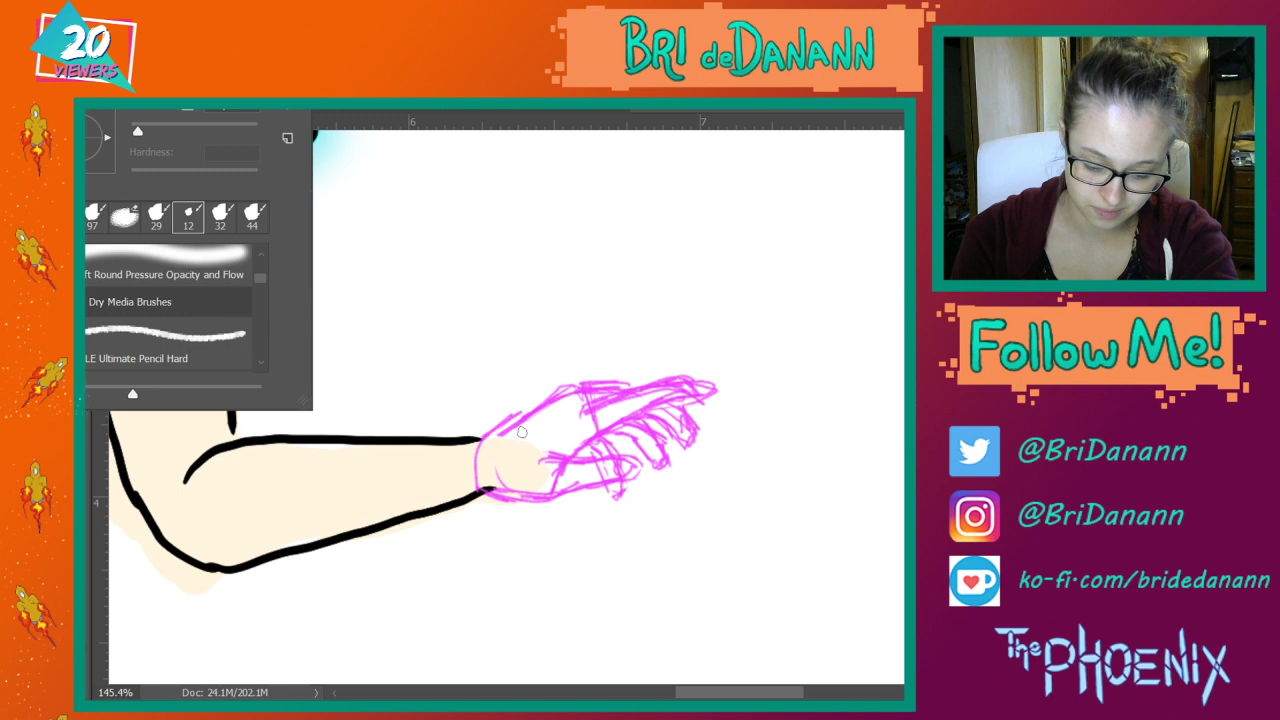 20
VIEWERS
BRI deDANANN
6
7
Hardness:
97
29
12
32
44
ft Round Pressure Opacity and Flow
Dry Media Brushes
LE Ultimate Pencil Hard
4
145.4%
Doc: 24.1M/202.1M
Follow Me!
@BriDanann
@BriDanann
ko-fi.com/bridedanann
The PHOENIX